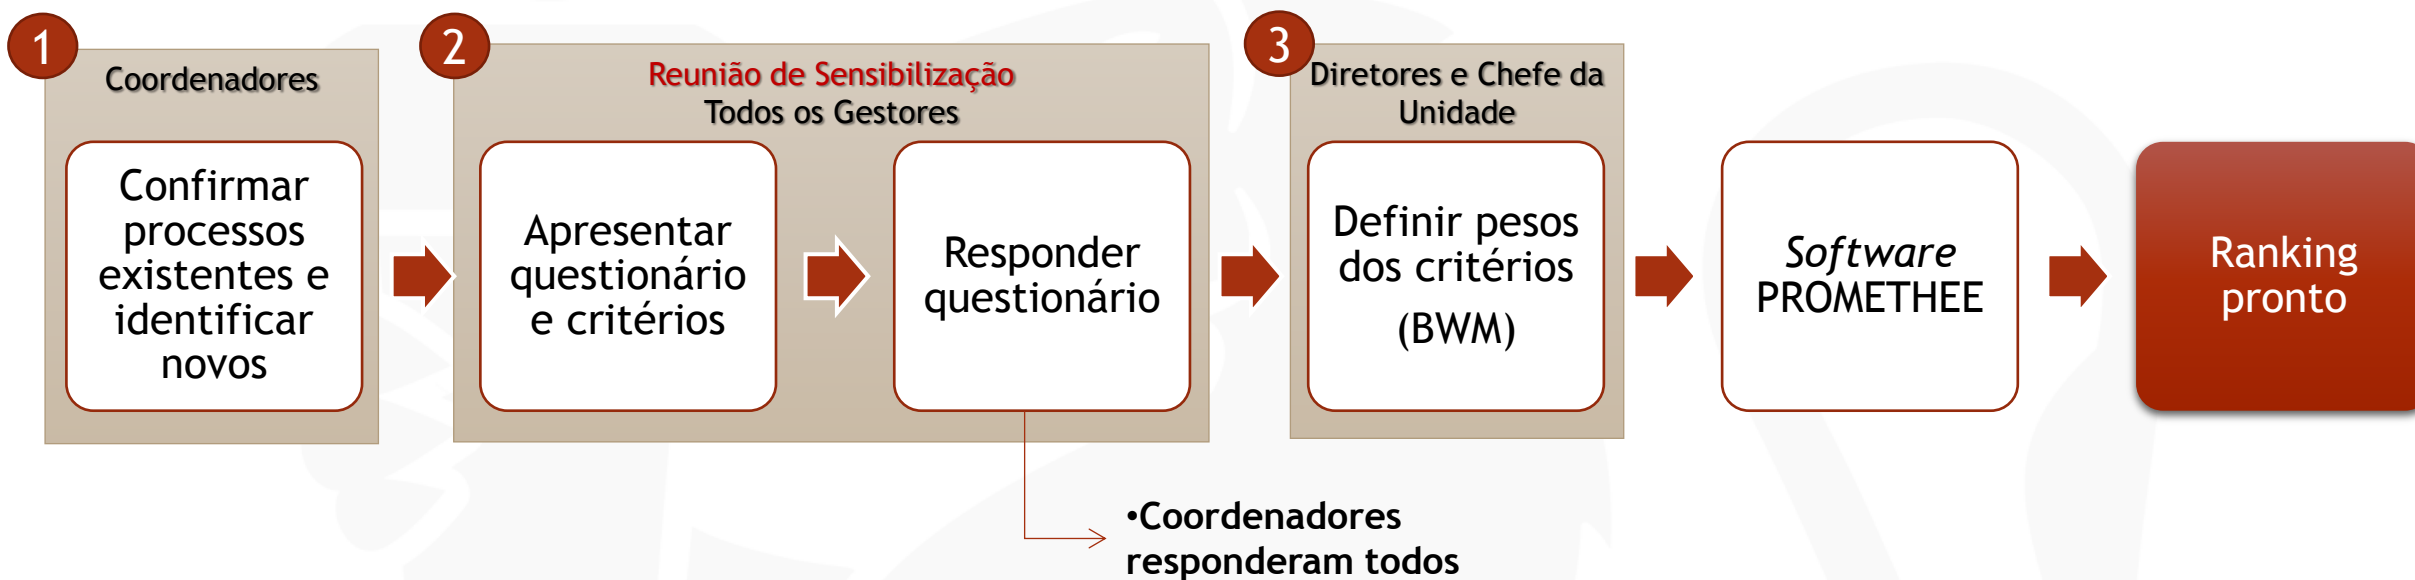 1
Coordenadores
Confirmar
processos
existentes e
identificar
novos
2
Reunião de Sensibilização
Todos os Gestores
Apresentar
questionário
e critérios
Responder
questionário
•Coordenadores
responderam todos
3
Diretores e Chefe da
Unidade
Definir pesos
dos critérios
(BWM)
Software
PROMETHEE
Ranking
pronto